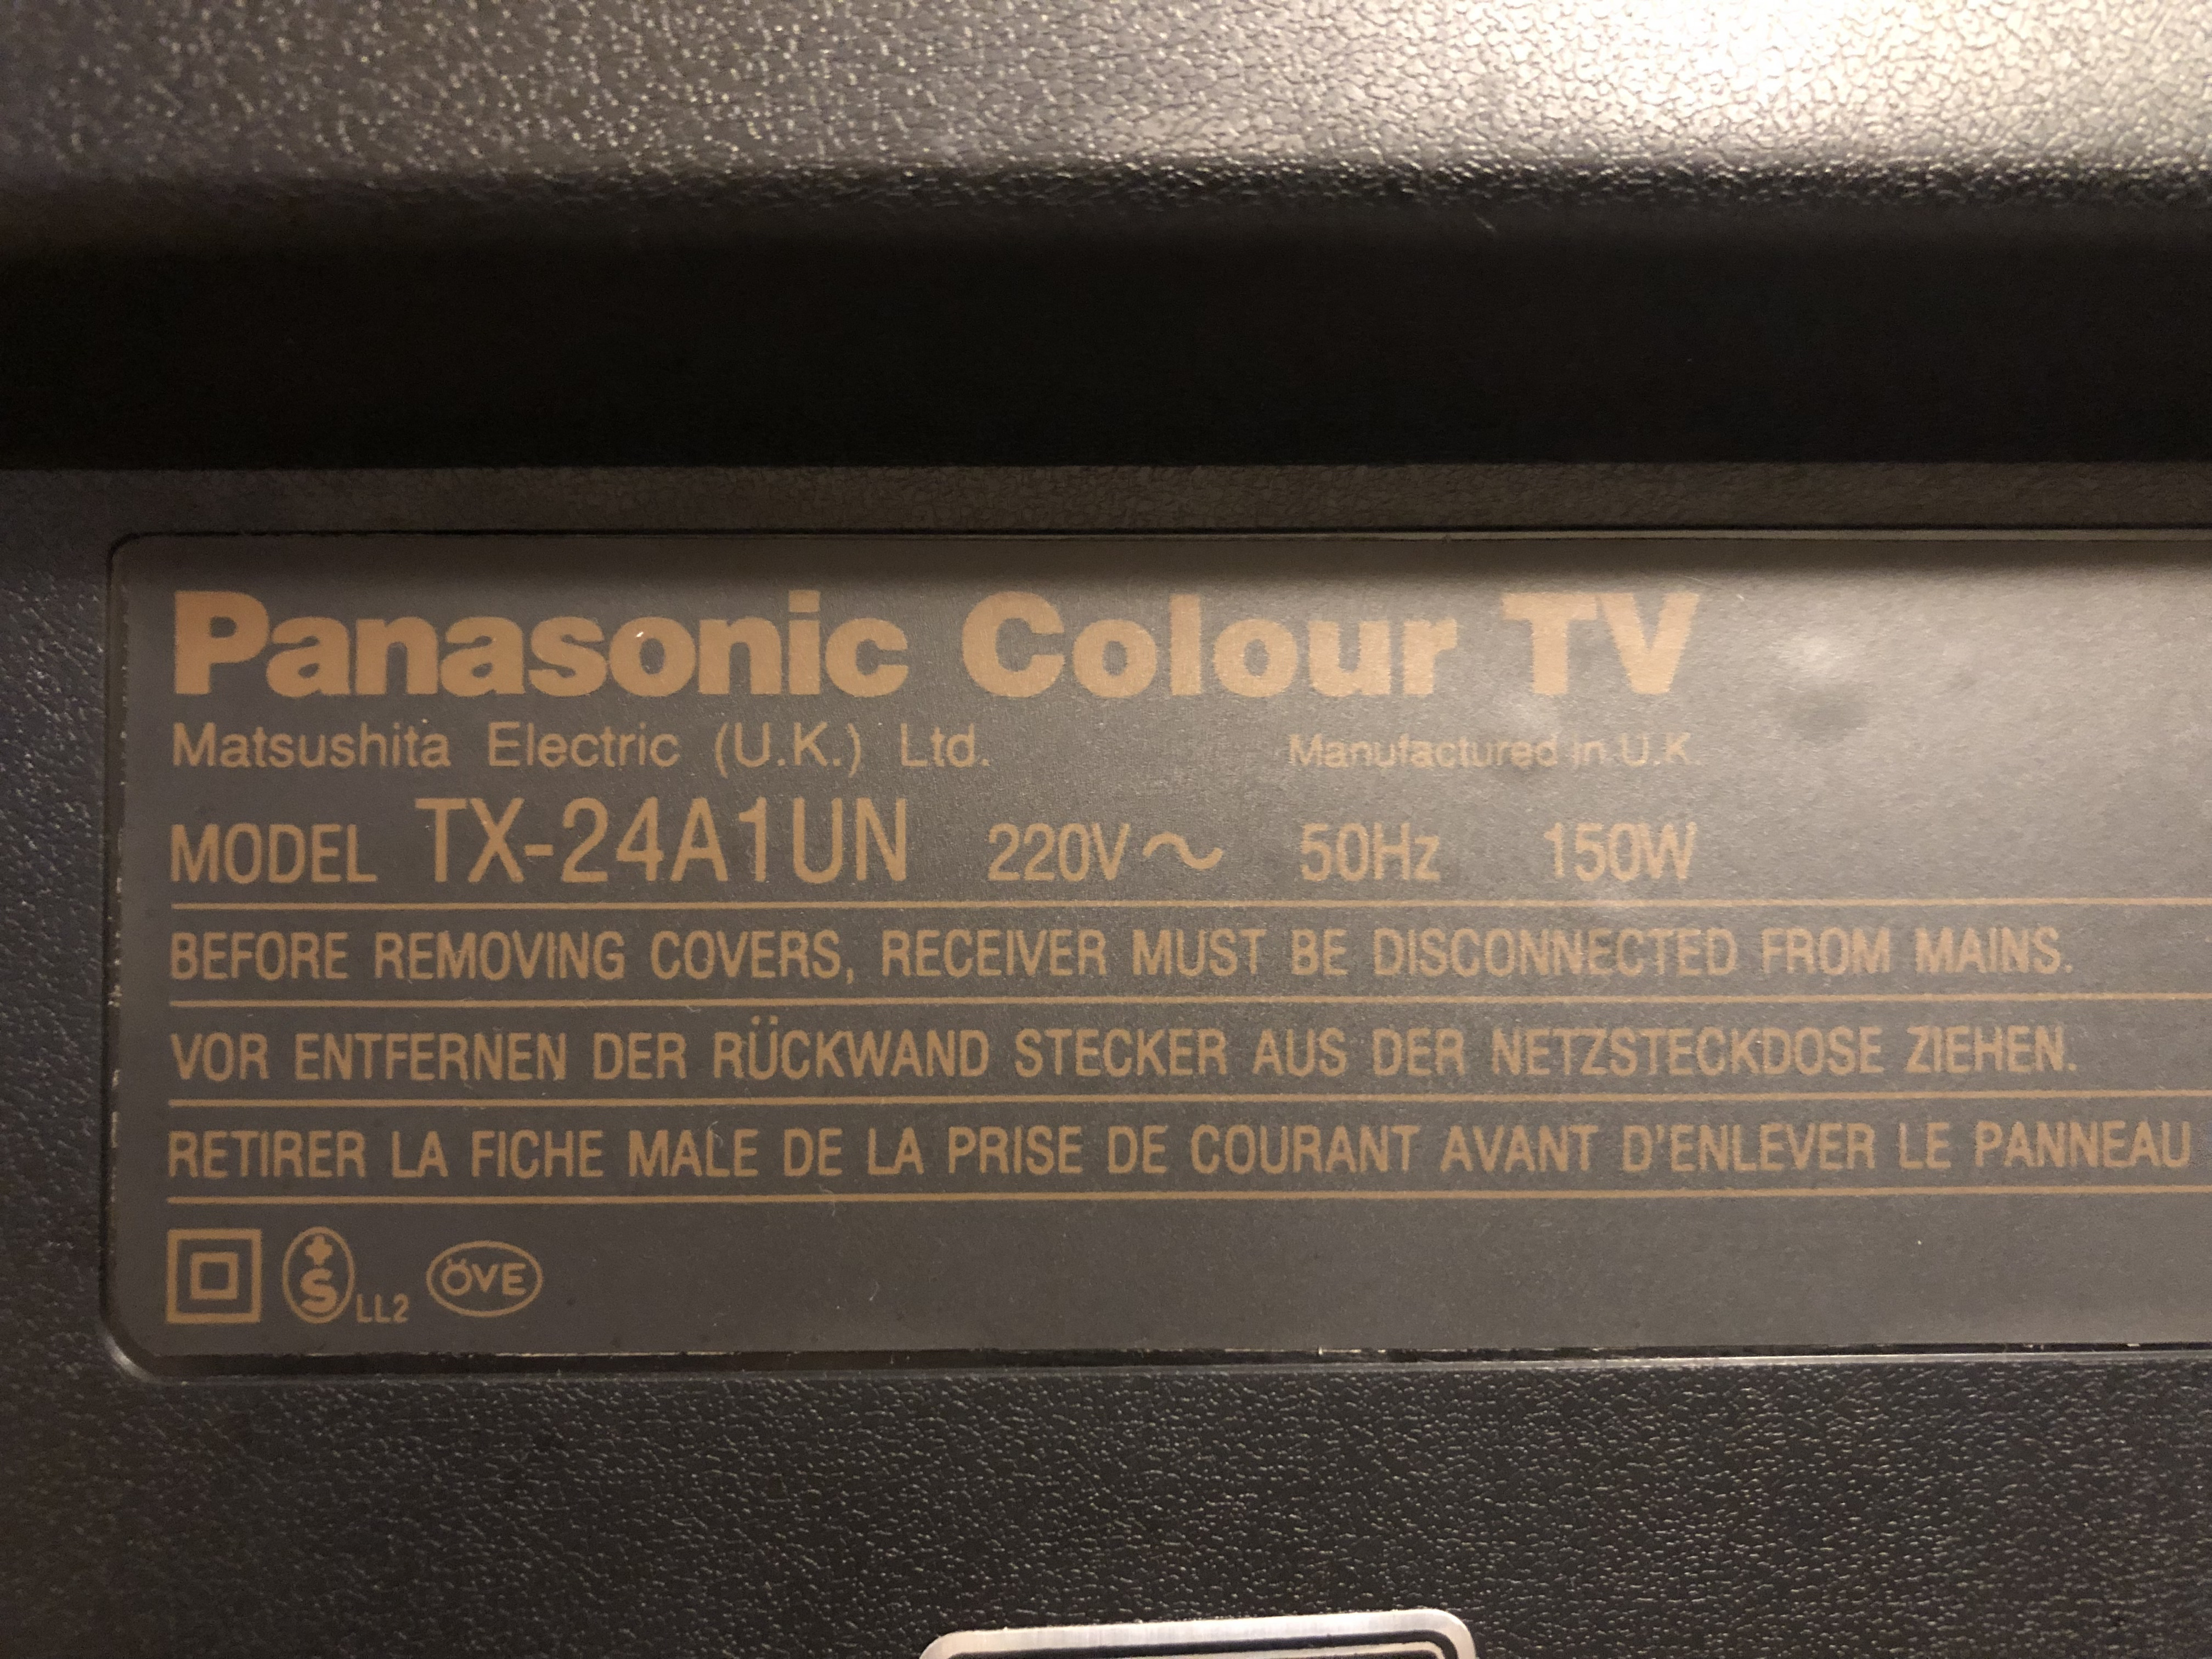 Panasonic Colour TV
Matsushita Electric (U.K.) Ltd. Manufactured in U.K.
MODEL TX-24A1UN 220V~ 50Hz 150W
BEFORE REMOVING COVERS, RECEIVER MUST BE DISCONNECTED FROM MAINS.
VOR ENTFERNEN DER RÜCKWAND STECKER AUS DER NETZSTECKDOSE ZIEHEN.
RETIRER LA FICHE MALE DE LA PRISE DE COURANT AVANT D'ENLEVER LE PANNEAU
+S LL2 ÖVE